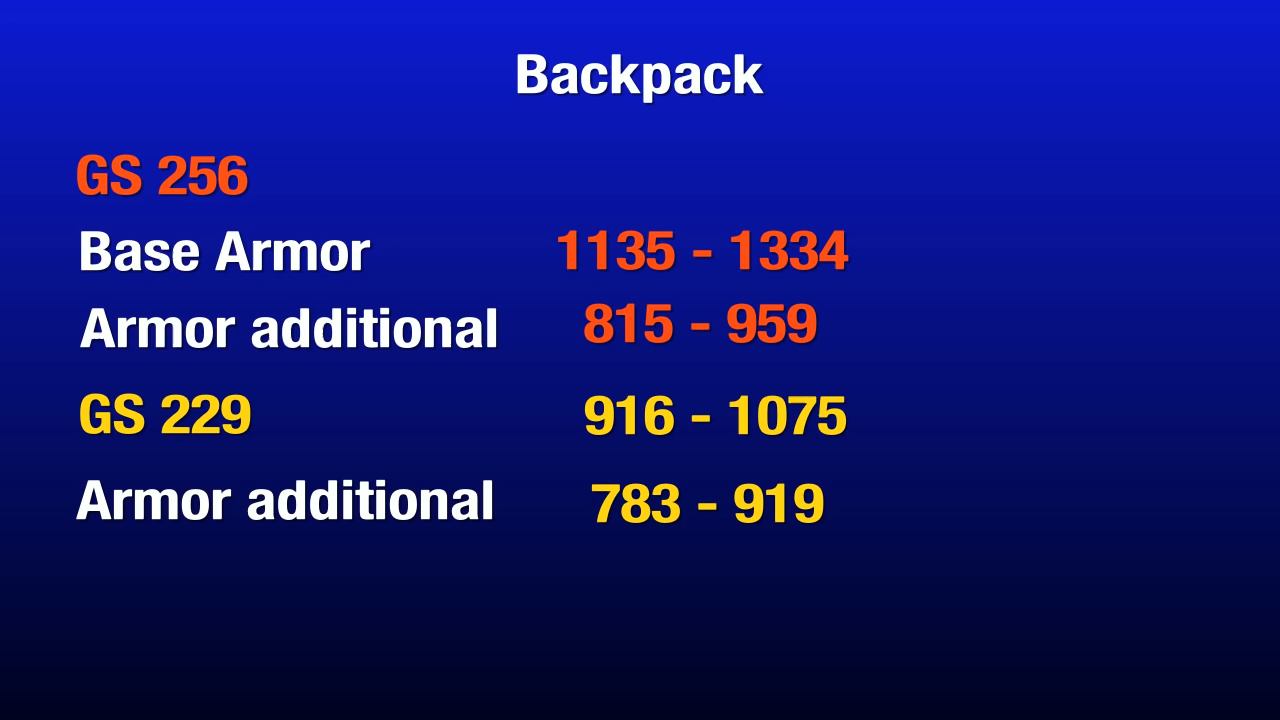 Backpack
GS 256
Base Armor 1135 - 1334
Armor additional 815 - 959
GS 229 916 - 1075
Armor additional 783 - 919